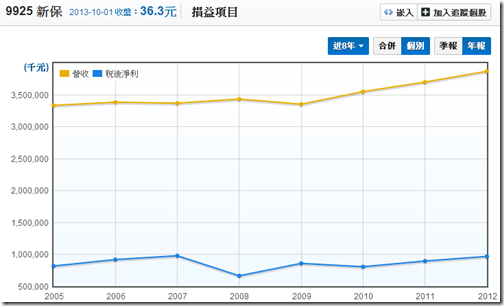 9925 新保 2013-10-01 收盤：36.3元 損益項目 嵌入 加入追蹤個股
近8年 合併 個別 季報 年報
(千元)
營收 稅後淨利
3,500,000
3,000,000
2,500,000
2,000,000
1,500,000
1,000,000
500,000
2005 2006 2007 2008 2009 2010 2011 2012